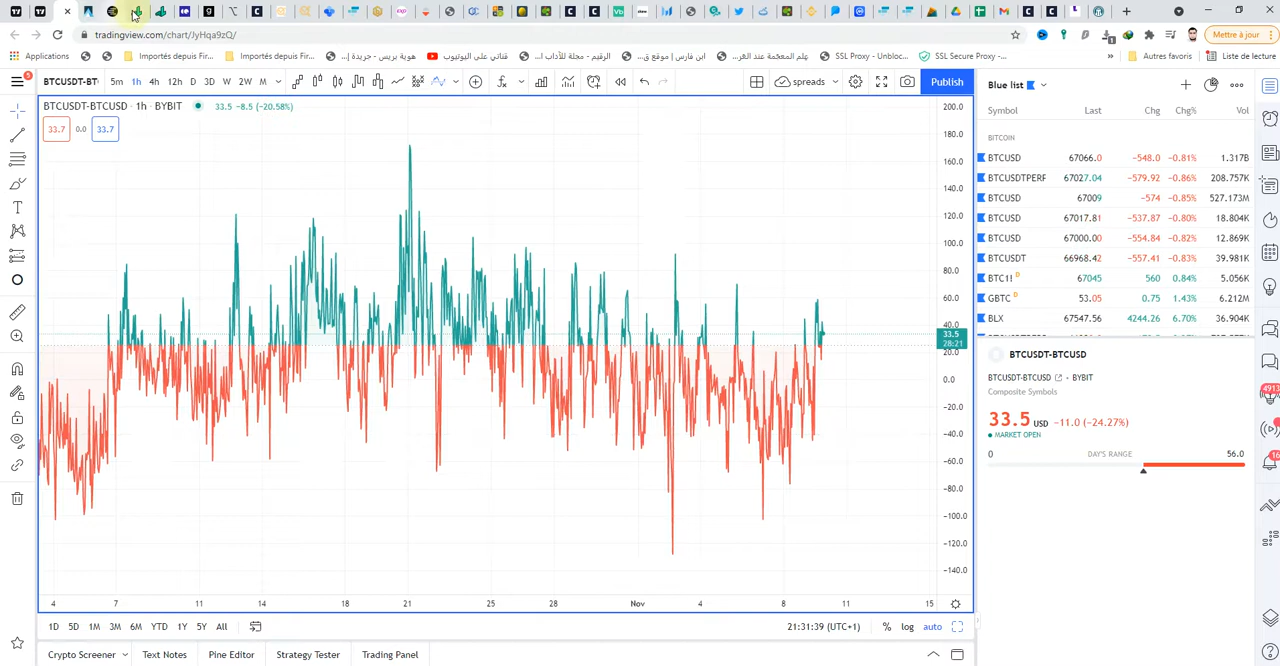 tradingview.com/chart/JyHqa9zQ/
Mettre à jour
Applications
Importés depuis Fir...
Importés depuis Fir...
هوية بريس - جريدة إ...
قناتي على اليوتيوب
الرقيم - مجلة الآداب ...
ابن فارس | موقع ق...
SSL Proxy - Unbloc...
SSL Secure Proxy -...
Autres favoris
Liste de lecture
BTCUSDT-BT
5m 1h 4h 12h D 3D W 2W M
spreads
Publish
BTCUSDT-BTCUSD · 1h · BYBIT 33.5 -8.5 (-20.58%)
33.7 0.0 33.7
200.0
180.0
160.0
140.0
120.0
100.0
80.0
60.0
40.0
33.5
28:21
20.0
0.0
-20.0
-40.0
-60.0
-80.0
-100.0
-120.0
-140.0
4 7 11 14 18 21 25 28 Nov 4 8 11 15
1D 5D 1M 3M 6M YTD 1Y 5Y All
21:31:39 (UTC+1)
% log auto
Crypto Screener
Text Notes
Pine Editor
Strategy Tester
Trading Panel
Blue list
Symbol Last Chg Chg% Vol
BITCOIN
BTCUSD 67066.0 -548.0 -0.81% 1.317B
BTCUSDTPERF 67027.04 -579.92 -0.86% 208.757K
BTCUSD 67009 -574 -0.85% 527.173M
BTCUSD 67017.81 -537.87 -0.80% 18.804K
BTCUSD 67000.00 -554.84 -0.82% 12.869K
BTCUSDT 66968.42 -557.41 -0.83% 39.981K
BTC1! D 67045 560 0.84% 5.056K
GBTC D 53.05 0.75 1.43% 6.212M
BLX 67547.56 4244.26 6.70% 36.904K
BTCUSDT-BTCUSD
BTCUSDT-BTCUSD · BYBIT
Composite Symbols
33.5 USD -11.0 (-24.27%)
MARKET OPEN
0 DAY'S RANGE 56.0